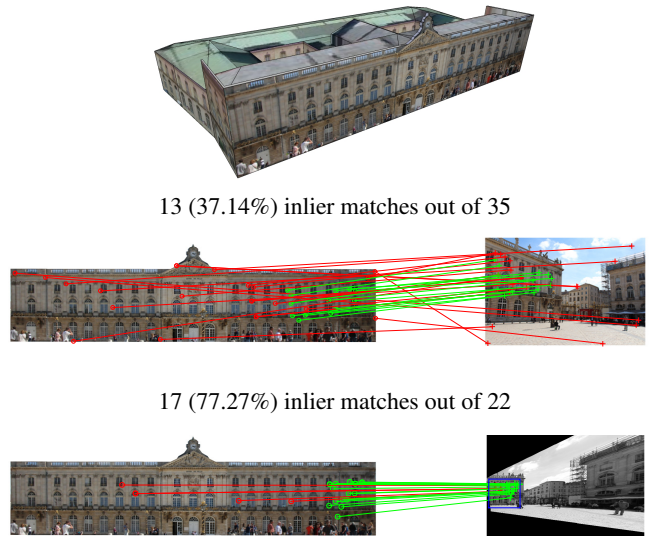 13 (37.14%) inlier matches out of 35
17 (77.27%) inlier matches out of 22